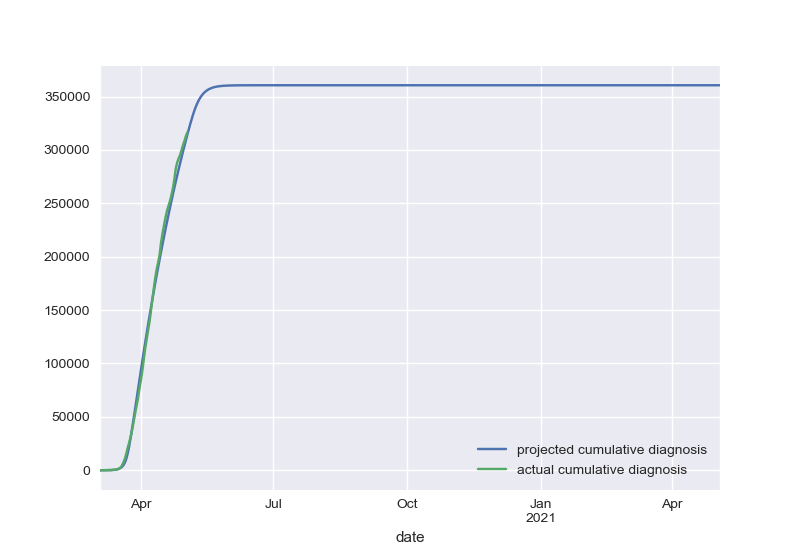 350000
300000
250000
200000
150000
100000
50000
0
projected cumulative diagnosis
actual cumulative diagnosis
Apr
Jul
Oct
Jan
2021
Apr
date